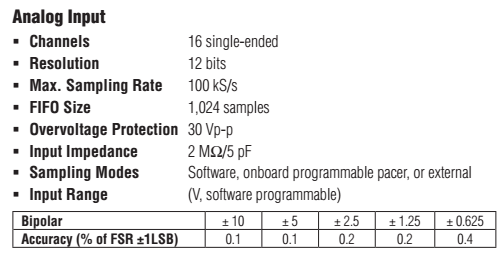 Analog Input
▪ Channels 16 single-ended
▪ Resolution 12 bits
▪ Max. Sampling Rate 100 kS/s
▪ FIFO Size 1,024 samples
▪ Overvoltage Protection 30 Vp-p
▪ Input Impedance 2 MΩ/5 pF
▪ Sampling Modes Software, onboard programmable pacer, or external
▪ Input Range (V, software programmable)
Bipolar ± 10 ± 5 ± 2.5 ± 1.25 ± 0.625
Accuracy (% of FSR ±1LSB) 0.1 0.1 0.2 0.2 0.4